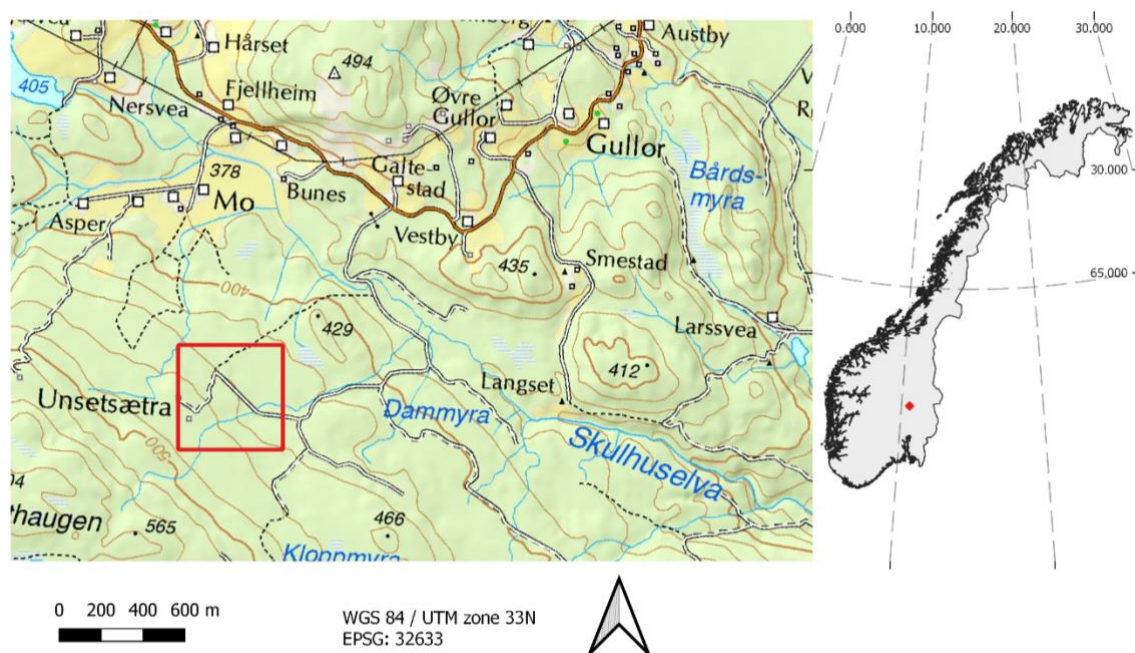 Austby
Hårset
494
405
Fjellheim
Nersvea
Øvre
Gullor
Gullor
378
Galte-
stad
Bårds-
myra
Mo
Bunes
Asper
Vestby
435
Smestad
400
429
Larssvea
412
Langset
Unsetsætra
Dammyra
Skulhuselva
500
thaugen
565
466
Kloppmyra
0.000 10.000 20.000 30.000
30.000
65.000
0 200 400 600 m
WGS 84 / UTM zone 33N
EPSG: 32633